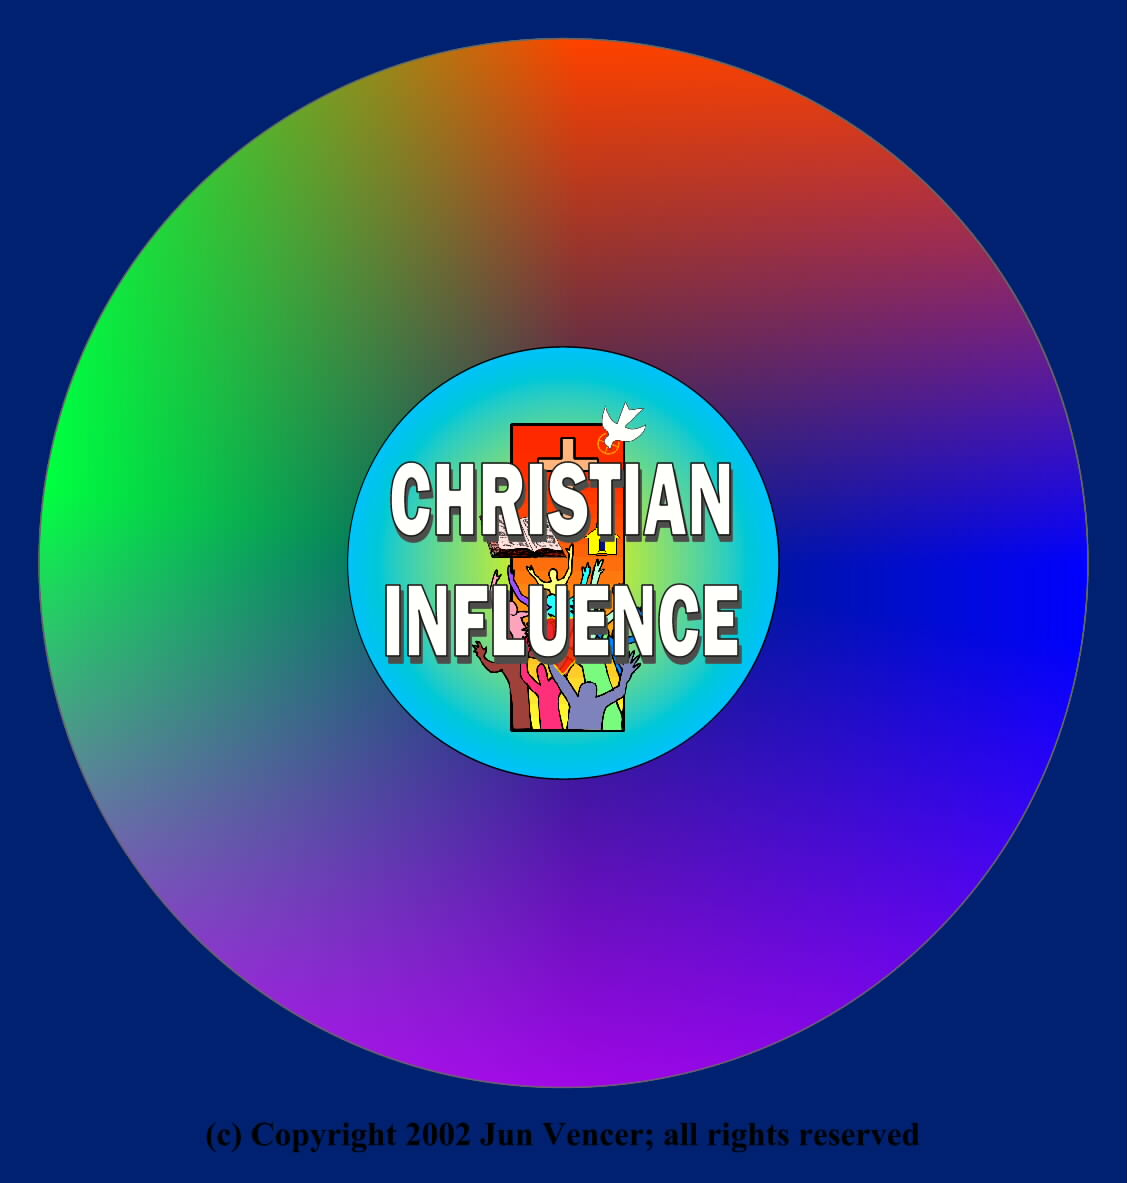 CHRISTIAN
INFLUENCE
(c) Copyright 2002 Jun Vencer; all rights reserved